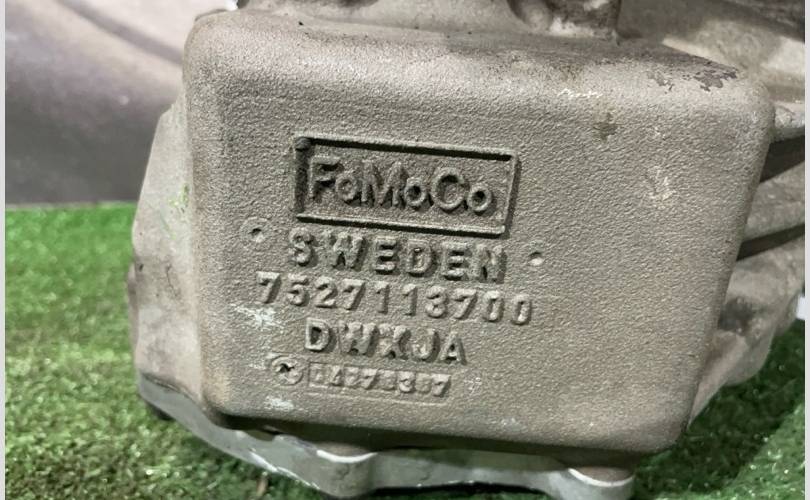 FoMoCo
SWEDEN
7527113700
DWXJA